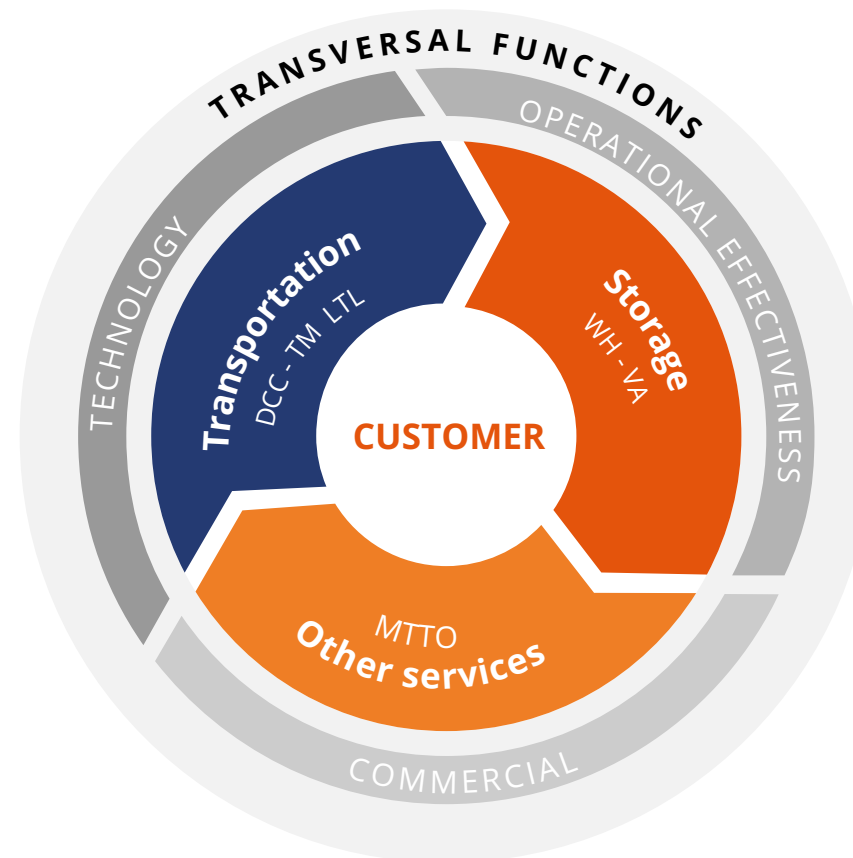 TRANSVERSAL FUNCTIONS
OPERATIONAL EFFECTIVENESS
TECHNOLOGY
Transportation
DCC - TM LTL
Storage
WH - VA
CUSTOMER
MTTO
Other services
COMMERCIAL